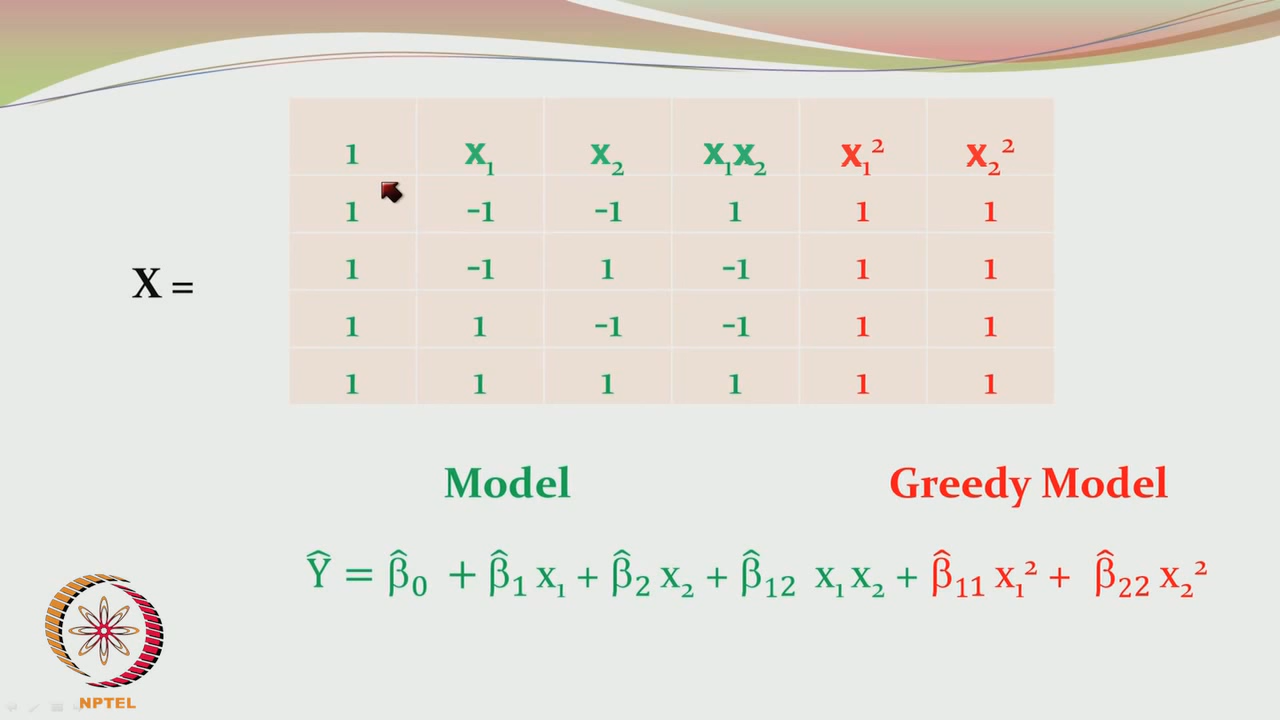 1 x₁ x₂ x₁x₂ x₁² x₂²
1 -1 -1 1 1 1
X = 1 -1 1 -1 1 1
1 1 -1 -1 1 1
1 1 1 1 1 1
Model Greedy Model
Ŷ = β̂₀ + β̂₁ x₁ + β̂₂ x₂ + β̂₁₂ x₁ x₂ + β̂₁₁ x₁² + β̂₂₂ x₂²
NPTEL